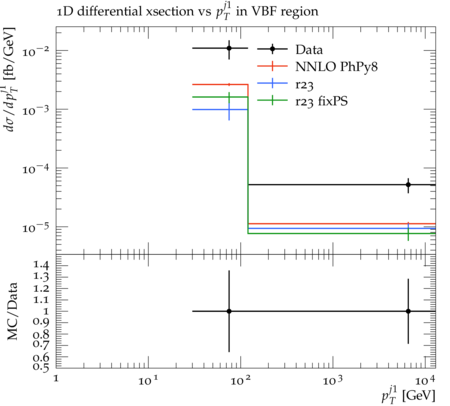 1D differential xsection vs p_T^{j1} in VBF region
dσ/dp_T^{j1} [fb/GeV]
10^{−2}
10^{−3}
10^{−4}
10^{−5}
Data
NNLO PhPy8
r23
r23 fixPS
MC/Data
1.4
1.3
1.2
1.1
1
0.9
0.8
0.7
0.6
0.5
1 10^1 10^2 10^3 10^4
p_T^{j1} [GeV]